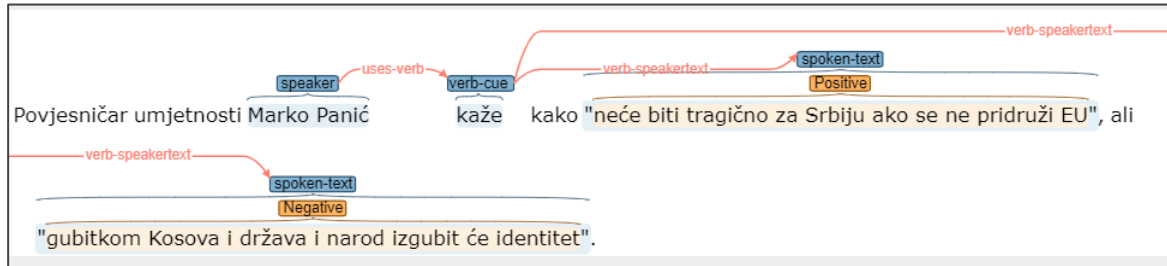 verb-speakertext
spoken-text
speaker uses-verb verb-cue verb-speakertext Positive
Povjesničar umjetnosti Marko Panić kaže kako "neće biti tragično za Srbiju ako se ne pridruži EU", ali
verb-speakertext
spoken-text
Negative
"gubitkom Kosova i država i narod izgubit će identitet".